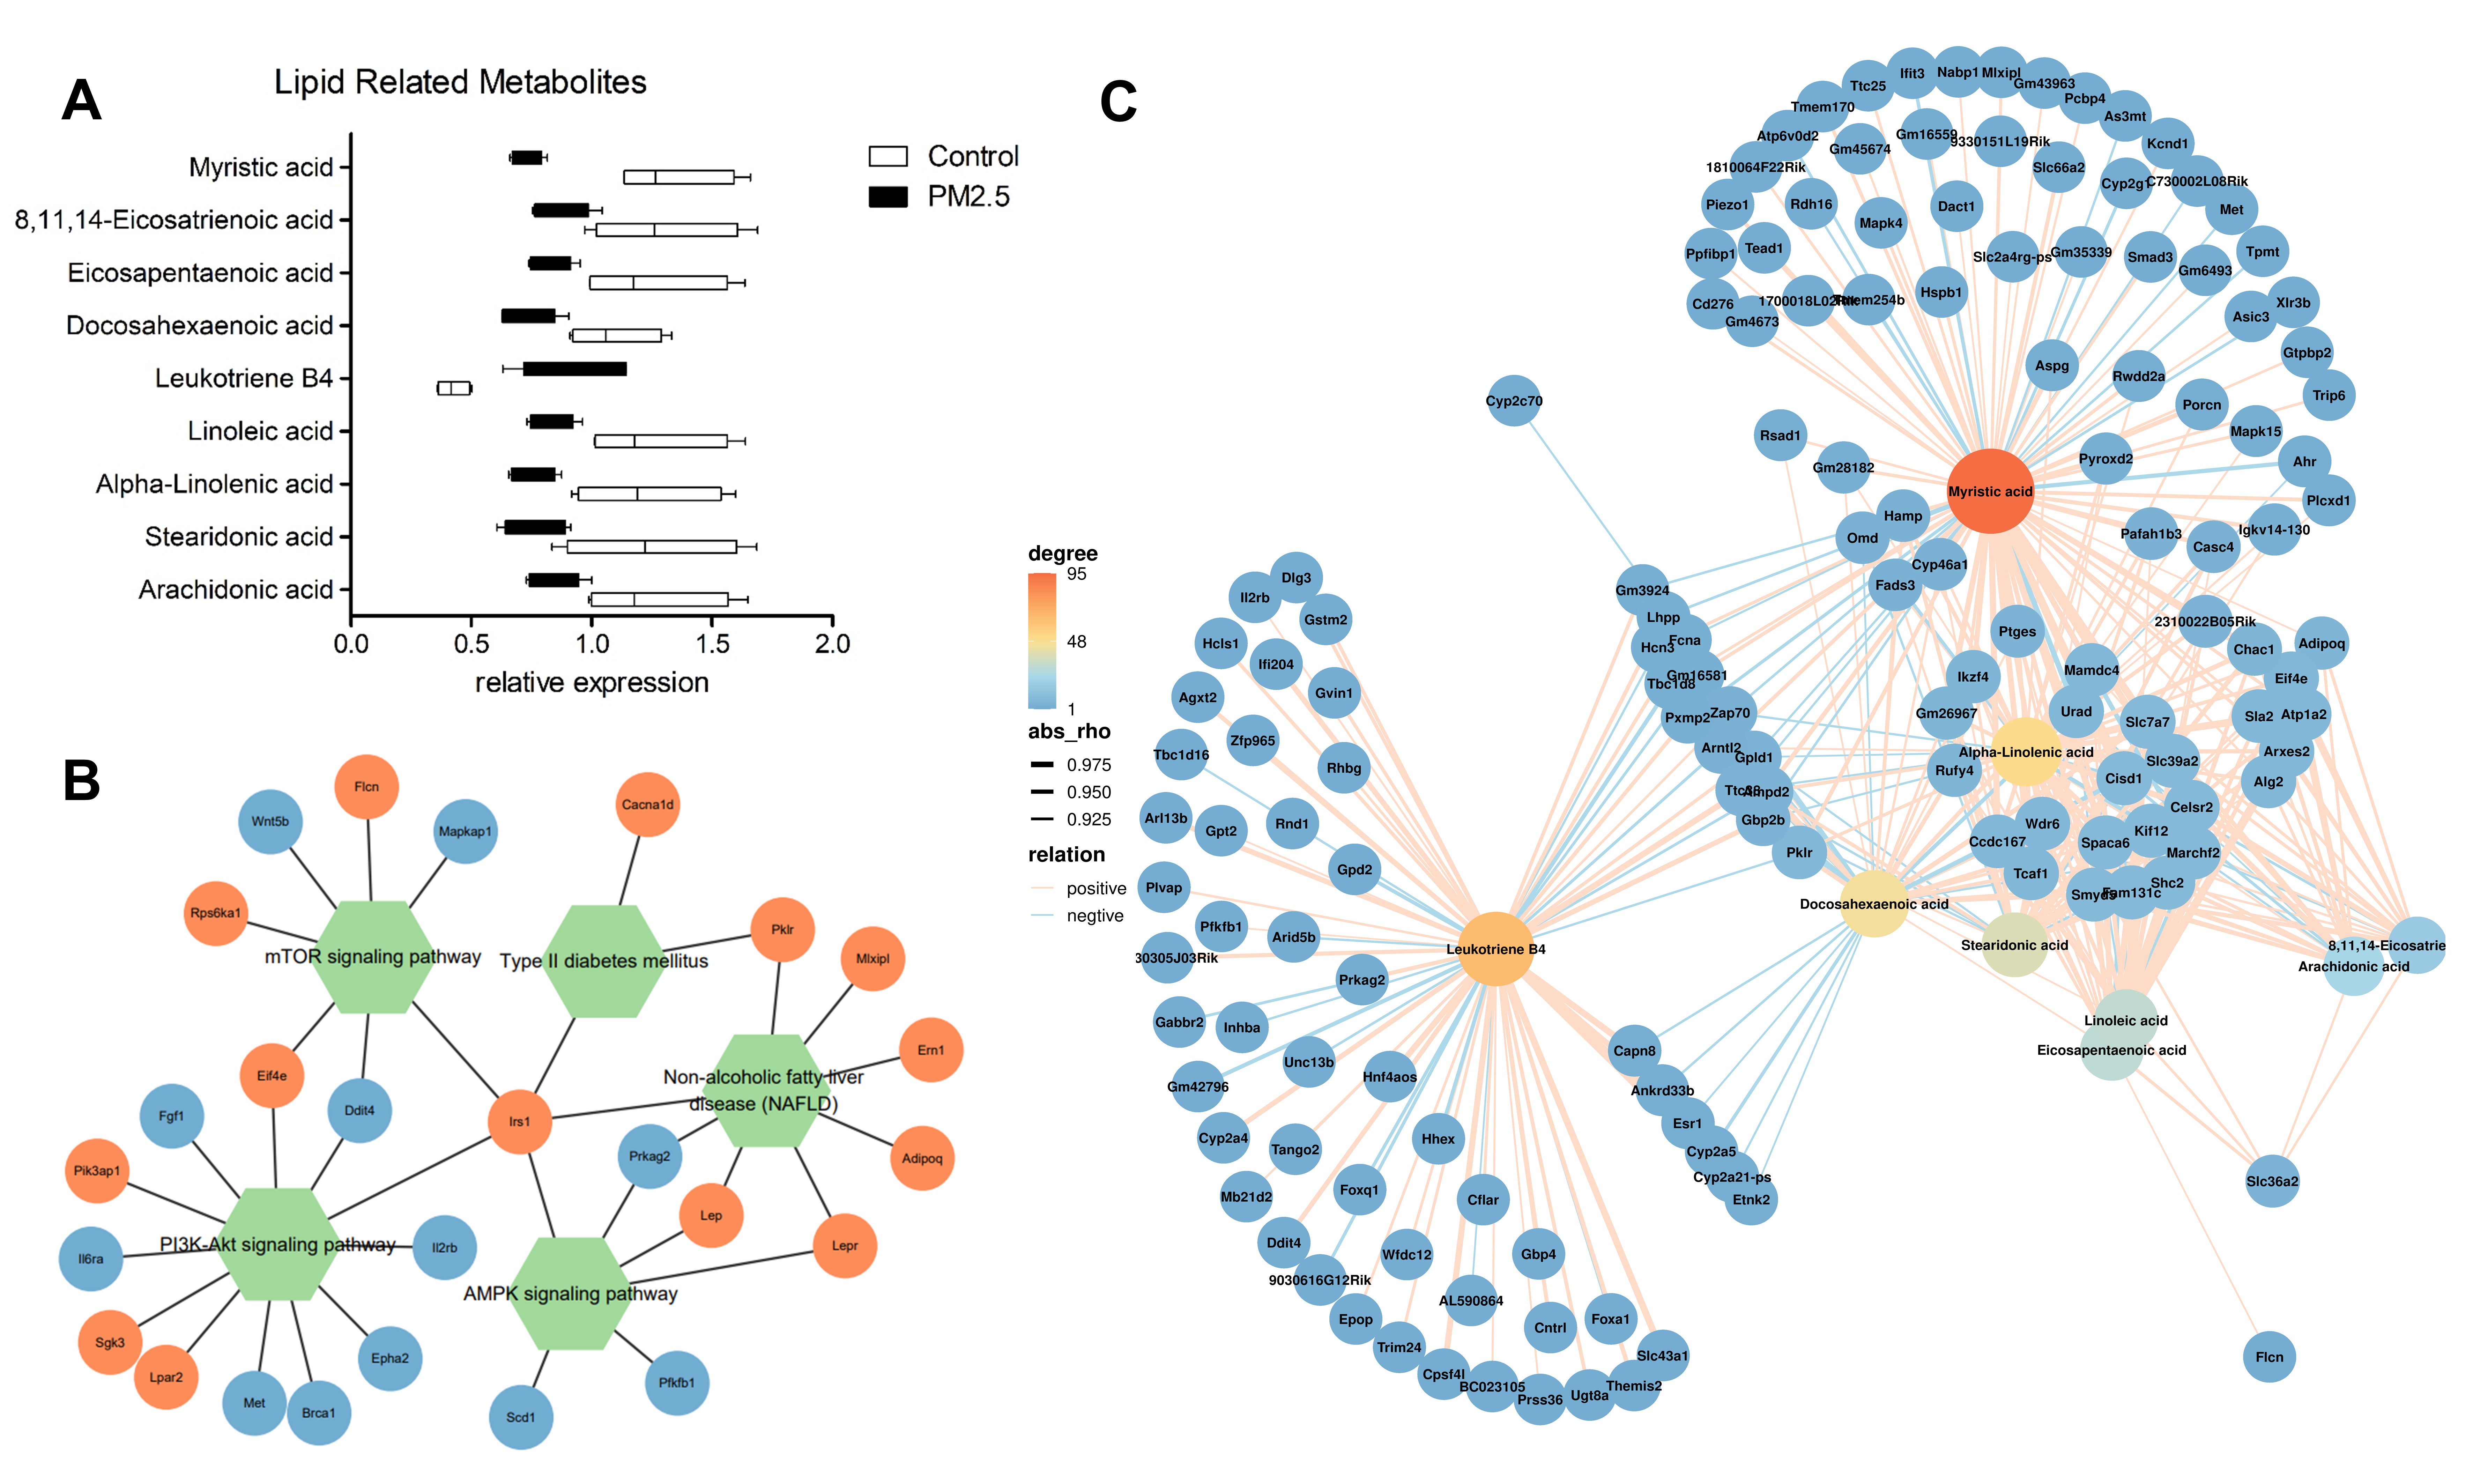 A
Lipid Related Metabolites
Myristic acid
8,11,14-Eicosatrienoic acid
Eicosapentaenoic acid
Docosahexaenoic acid
Leukotriene B4
Linoleic acid
Alpha-Linolenic acid
Stearidonic acid
Arachidonic acid
0.0 0.5 1.0 1.5 2.0
relative expression
Control
PM2.5
B
Flcn
Wnt5b
Mapkap1
Cacna1d
Rps6ka1
Pklr
mTOR signaling pathway
Type II diabetes mellitus
Mlxipl
Ern1
Eif4e
Non-alcoholic fatty liver
disease (NAFLD)
Fgf1
Ddit4
Irs1
Prkag2
Adipoq
Pik3ap1
Lep
Lepr
PI3K-Akt signaling pathway
Il6ra
Il2rb
AMPK signaling pathway
Sgk3
Lpar2
Epha2
Met
Brca1
Pfkfb1
Scd1
C
degree
95
48
1
abs_rho
0.975
0.950
0.925
relation
positive
negtive
Ifit3
Nabp1
Mlxipl
Ttc25
Gm43963
Pcbp4
Tmem170
As3mt
Atp6v0d2
Gm45674
Gm16559
9330151L19Rik
Kcnd1
1810064F22Rik
Slc66a2
Cyp2g1
C730002L08Rik
Piezo1
Rdh16
Mapk4
Dact1
Met
Ppfibp1
Tead1
Slc2a4rg-ps
Gm35339
Smad3
Gm6493
Tpmt
Cd276
Gm4673
1700018L02Rik
Tmem254b
Hspb1
Xlr3b
Asic3
Gtpbp2
Aspg
Rwdd2a
Trip6
Cyp2c70
Porcn
Rsad1
Mapk15
Gm28182
Pyroxd2
Ahr
Myristic acid
Plcxd1
Hamp
Omd
Pafah1b3
Casc4
Igkv14-130
Cyp46a1
Fads3
Gm3924
Dlg3
Il2rb
Gstm2
Lhpp
Fcna
Hcn3
Ptges
2310022B05Rik
Chac1
Adipoq
Hcls1
Ifi204
Gm16581
Tbc1d8
Ikzf4
Mamdc4
Eif4e
Agxt2
Gvin1
Pxmp2
Zap70
Gm26967
Urad
Slc7a7
Sla2
Atp1a2
Zfp965
Tbc1d16
Rhbg
Arntl2
Gpld1
Alpha-Linolenic acid
Rufy4
Slc39a2
Cisd1
Arxes2
Alg2
Ampd2
Arl13b
Gpt2
Rnd1
Gbp2b
Celsr2
Wdr6
Ccdc167
Spaca6
Kif12
Marchf2
Pklr
Gpd2
Tcaf1
Plvap
Smyd5
Fam131c
Shc2
Docosahexaenoic acid
Pfkfb1
Arid5b
Leukotriene B4
Stearidonic acid
8,11,14-Eicosatrie
30305J03Rik
Arachidonic acid
Prkag2
Gabbr2
Inhba
Linoleic acid
Eicosapentaenoic acid
Unc13b
Hnf4aos
Capn8
Gm42796
Ankrd33b
Esr1
Cyp2a4
Tango2
Hhex
Cyp2a5
Cyp2a21-ps
Slc36a2
Mb21d2
Foxq1
Cflar
Etnk2
Ddit4
Wfdc12
Gbp4
9030616G12Rik
AL590864
Epop
Cntrl
Foxa1
Trim24
Slc43a1
Flcn
Cpsf4l
BC023105
Prss36
Ugt8a
Themis2